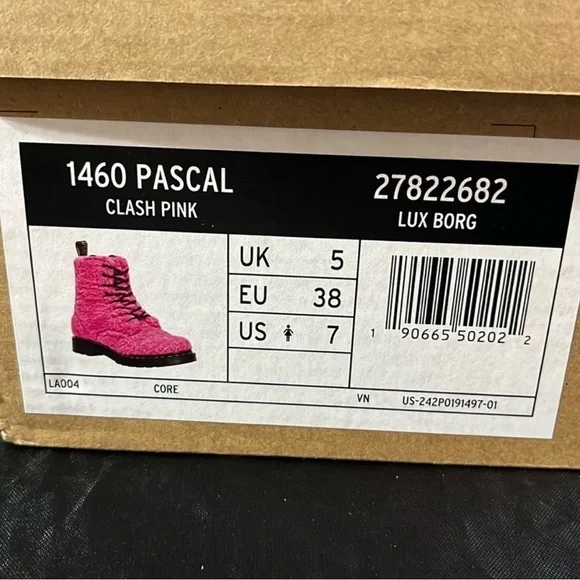 1460 PASCAL
CLASH PINK
27822682
LUX BORG
UK 5
EU 38
US 7
1 90665 50202 2
LA004 CORE VN US-242P0191497-01